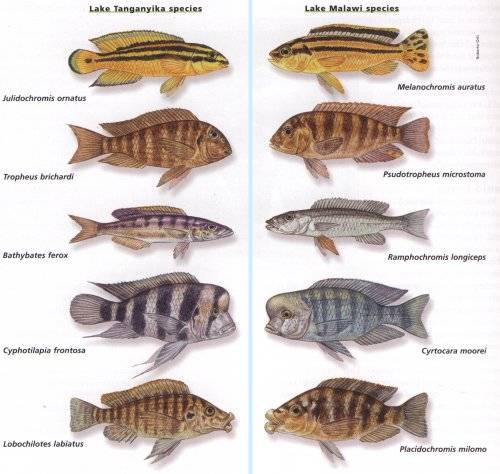 Lake Tanganyika species
Lake Malawi species
Julidochromis ornatus
Melanochromis auratus
Tropheus brichardi
Psudotropheus microstoma
Bathybates ferox
Ramphochromis longiceps
Cyphotilapia frontosa
Cyrtocara moorei
Lobochilotes labiatus
Placidochromis milomo